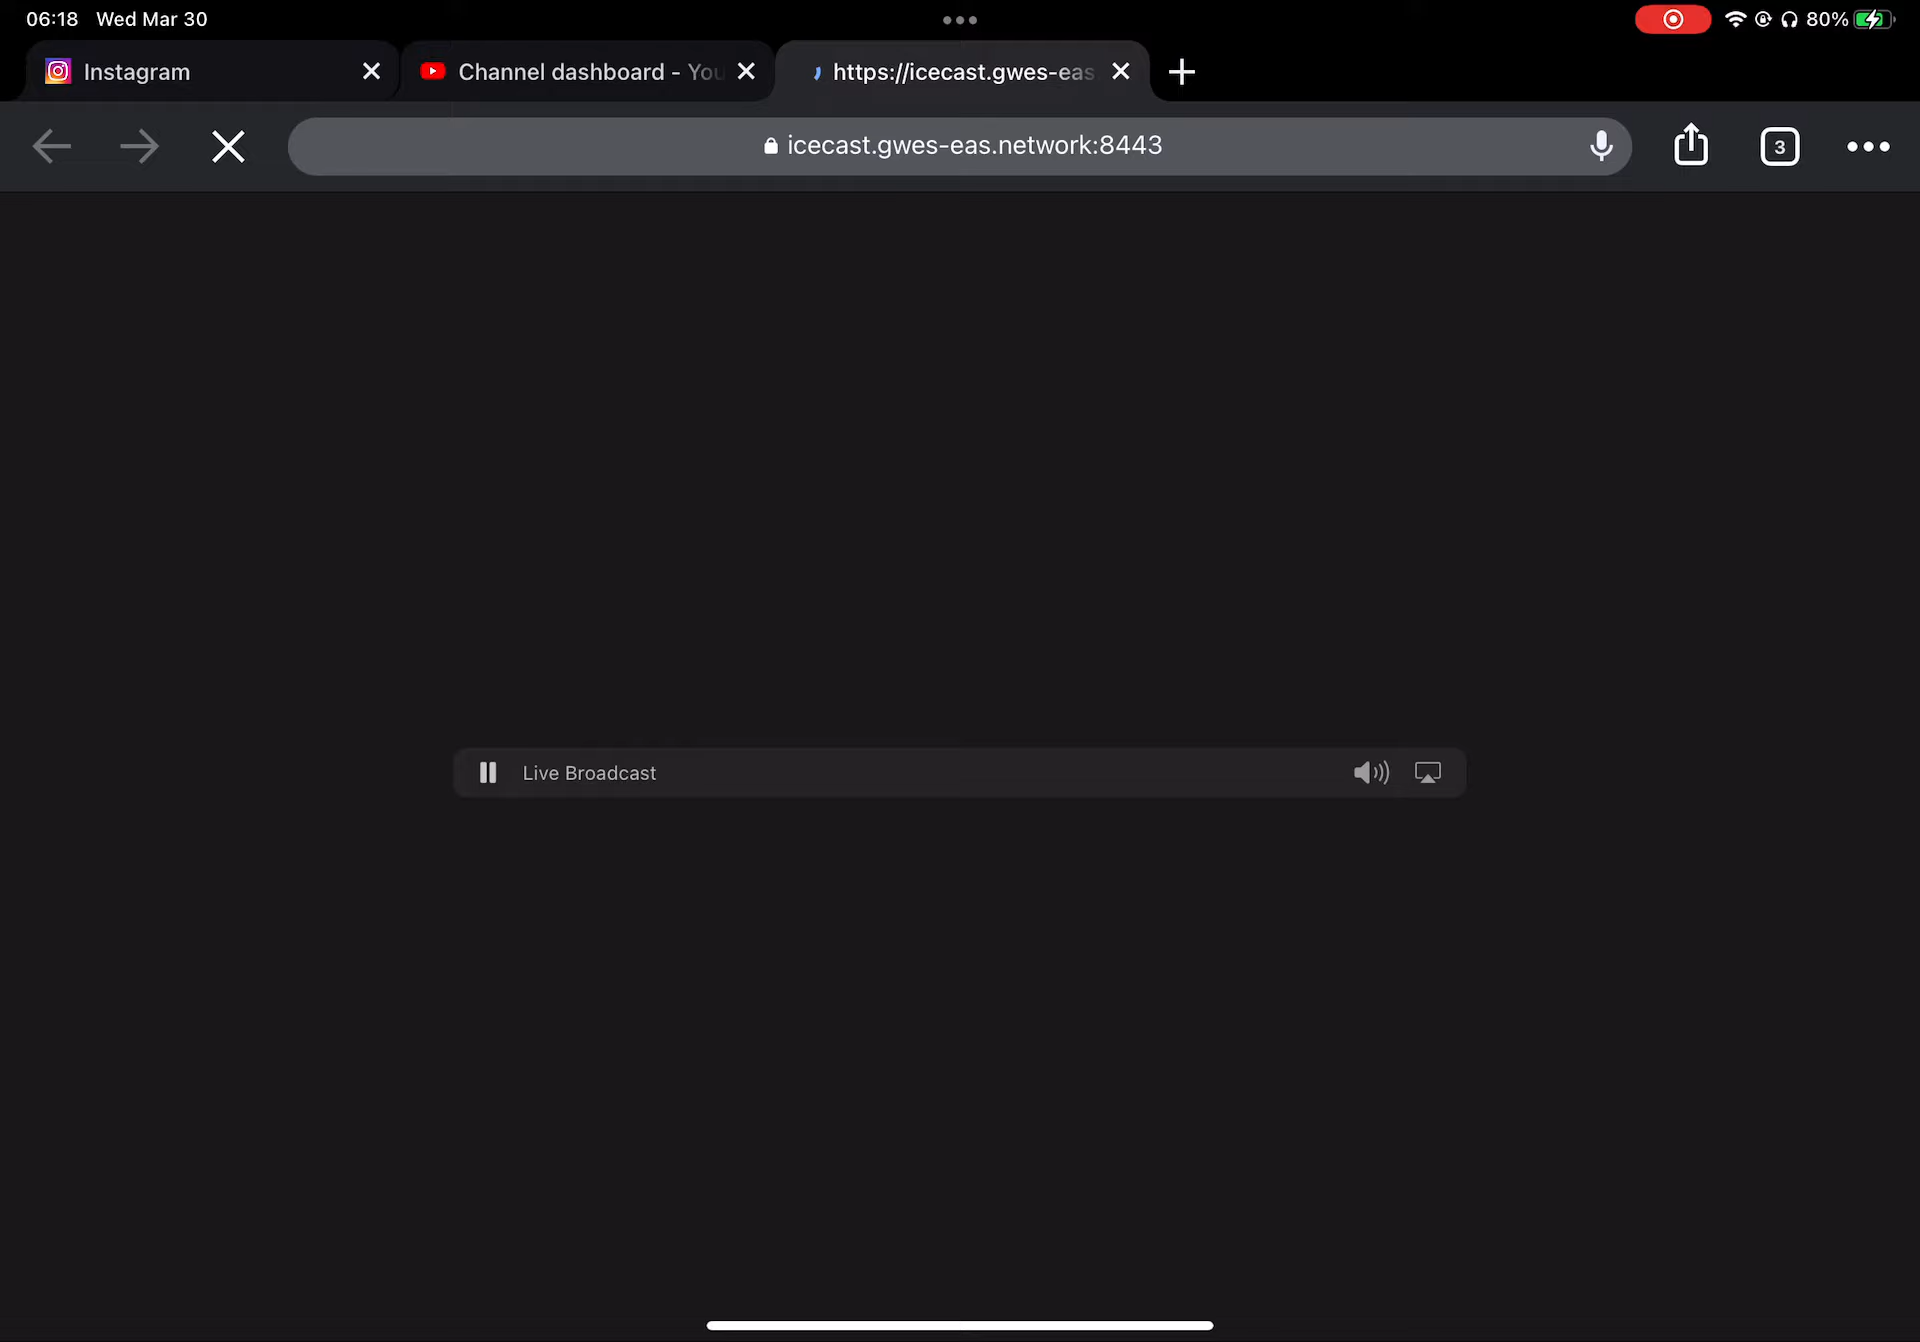 06:18 Wed Mar 30
80%
Instagram
Channel dashboard - You
https://icecast.gwes-eas
icecast.gwes-eas.network:8443
3
Live Broadcast